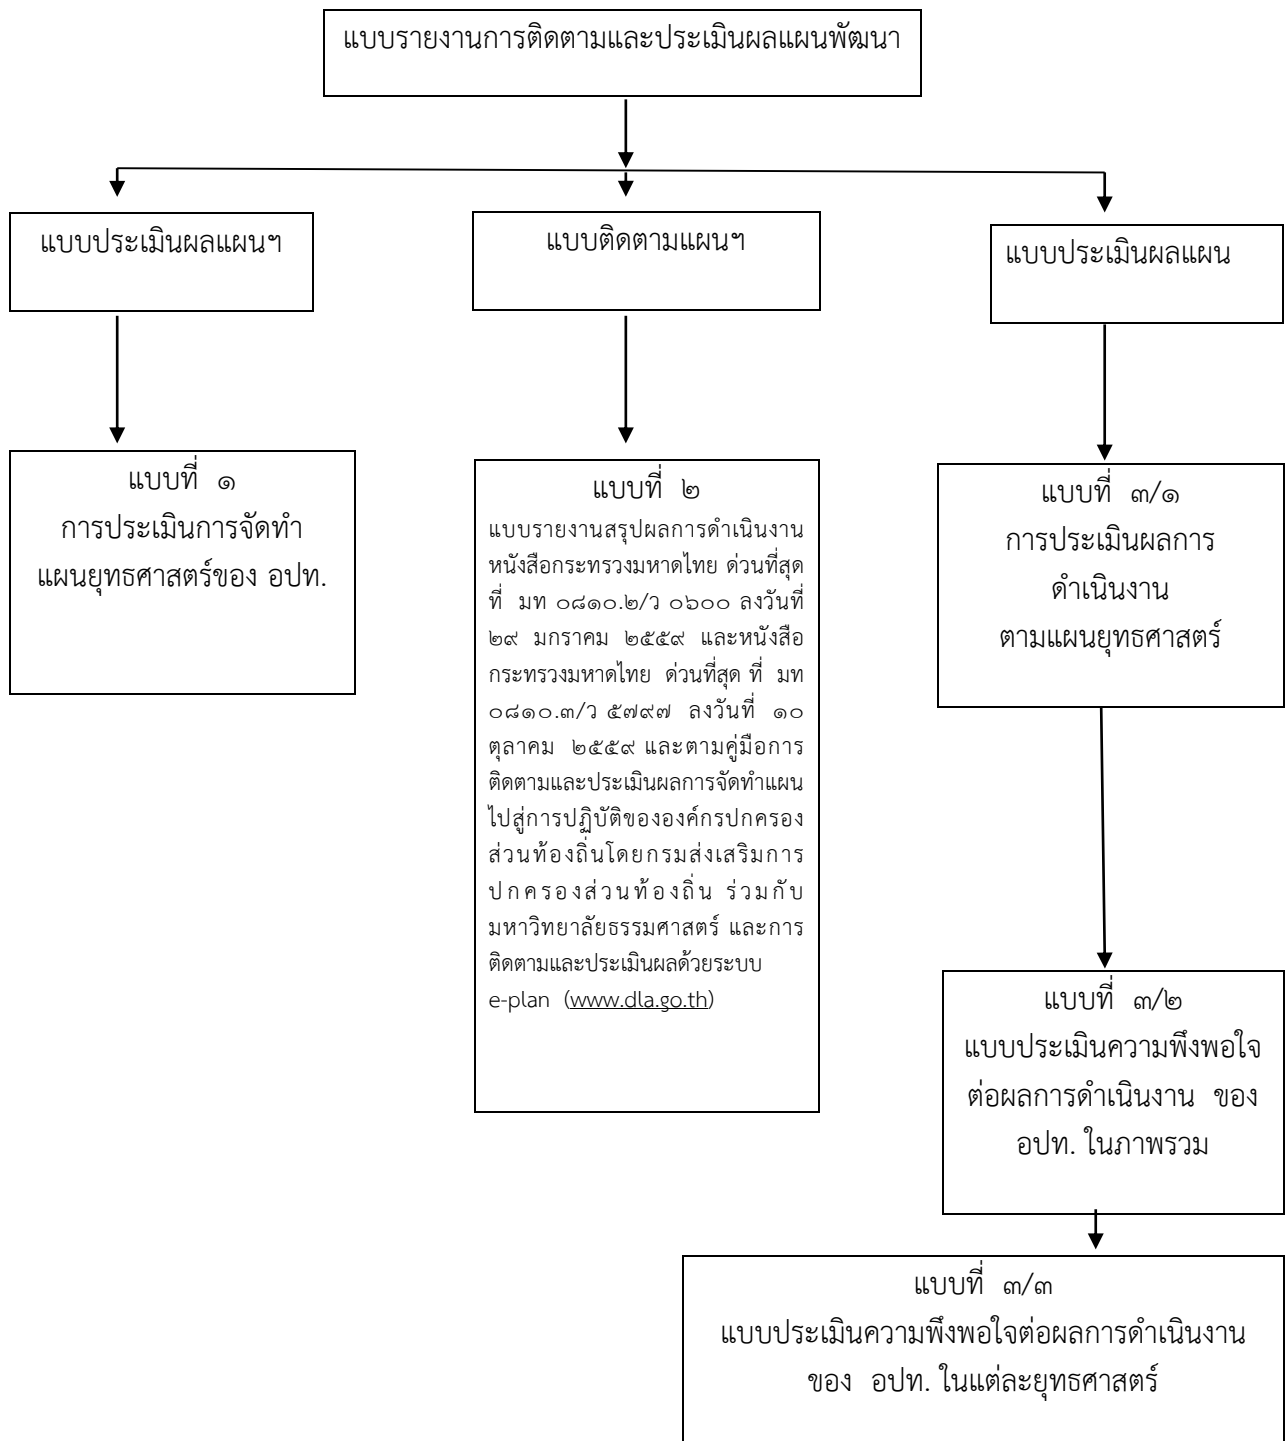 แบบรายงานการติดตามและประเมินผลแผนพัฒนา
แบบประเมินผลแผนฯ
แบบติดตามแผนฯ
แบบประเมินผลแผน
แบบที่ ๑
การประเมินการจัดทำ
แผนยุทธศาสตร์ของ อปท.
แบบที่ ๒
แบบรายงานสรุปผลการดำเนินงาน
หนังสือกระทรวงมหาดไทย ด่วนที่สุด
ที่ มท ๐๘๑๐.๒/ว ๐๖๐๐ ลงวันที่
๒๙ มกราคม ๒๕๕๙ และหนังสือ
กระทรวงมหาดไทย ด่วนที่สุด ที่ มท
๐๘๑๐.๓/ว ๕๗๙๗ ลงวันที่ ๑๐
ตุลาคม ๒๕๕๙ และตามคู่มือการ
ติดตามและประเมินผลการจัดทำแผน
ไปสู่การปฏิบัติขององค์กรปกครอง
ส่วนท้องถิ่นโดยกรมส่งเสริมการ
ปกครองส่วนท้องถิ่น ร่วมกับ
มหาวิทยาลัยธรรมศาสตร์ และการ
ติดตามและประเมินผลด้วยระบบ
e-plan (www.dla.go.th)
แบบที่ ๓/๑
การประเมินผลการ
ดำเนินงาน
ตามแผนยุทธศาสตร์
แบบที่ ๓/๒
แบบประเมินความพึงพอใจ
ต่อผลการดำเนินงาน ของ
อปท. ในภาพรวม
แบบที่ ๓/๓
แบบประเมินความพึงพอใจต่อผลการดำเนินงาน
ของ อปท. ในแต่ละยุทธศาสตร์